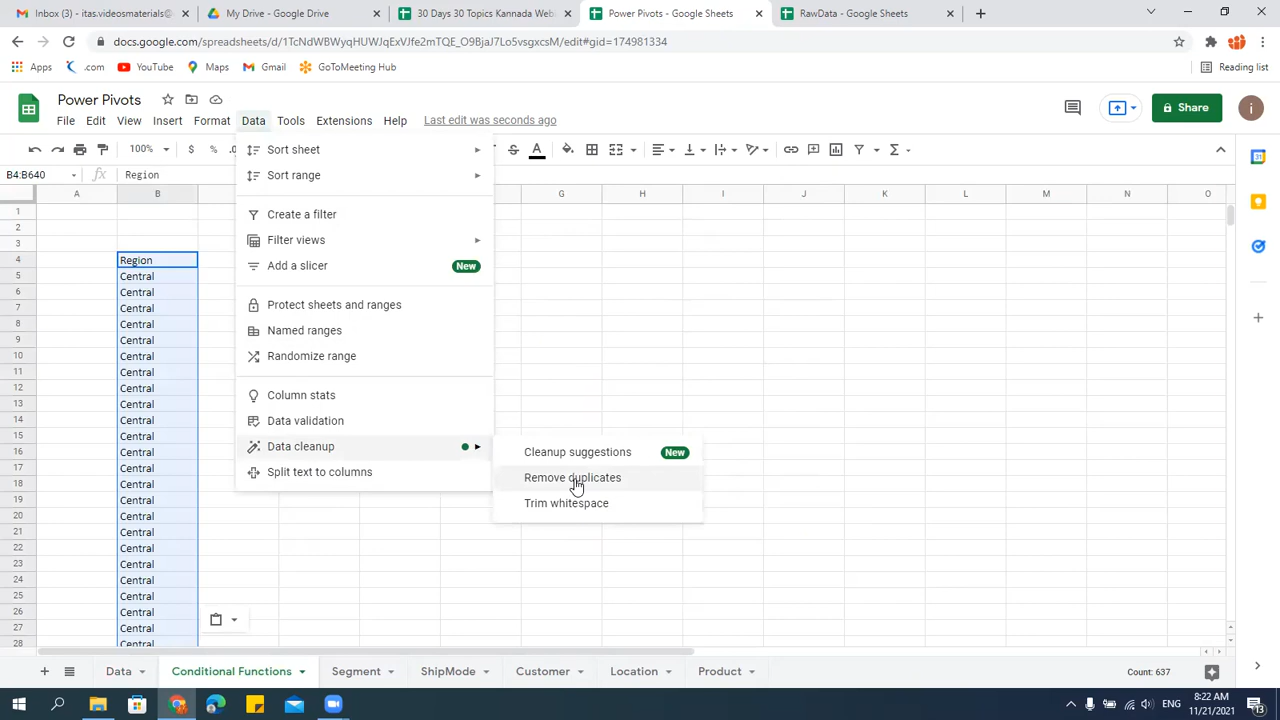 Inbox (3) - irs.videosmaterials@
My Drive - Google Drive
30 Days 30 Topics Kannada Web
Power Pivots - Google Sheets
RawData - Google Sheets
docs.google.com/spreadsheets/d/1TcNdWBWyqHUWJqExVJfe2mTQE_O9BjaJ7Lo5vsgxcsM/edit#gid=174981334
Apps
.com
YouTube
Maps
Gmail
GoToMeeting Hub
Reading list
Power Pivots
File Edit View Insert Format Data Tools Extensions Help Last edit was seconds ago
Share
i
100% $ % .0
B4:B640 fx Region
A B G H I J K L M N O
1
2
3
4 Region
5 Central
6 Central
7 Central
8 Central
9 Central
10 Central
11 Central
12 Central
13 Central
14 Central
15 Central
16 Central
17 Central
18 Central
19 Central
20 Central
21 Central
22 Central
23 Central
24 Central
25 Central
26 Central
27 Central
28 Central
Sort sheet
Sort range
Create a filter
Filter views
Add a slicer New
Protect sheets and ranges
Named ranges
Randomize range
Column stats
Data validation
Data cleanup
Split text to columns
Cleanup suggestions New
Remove duplicates
Trim whitespace
Data Conditional Functions Segment ShipMode Customer Location Product Count: 637
ENG
8:22 AM
11/21/2021
13